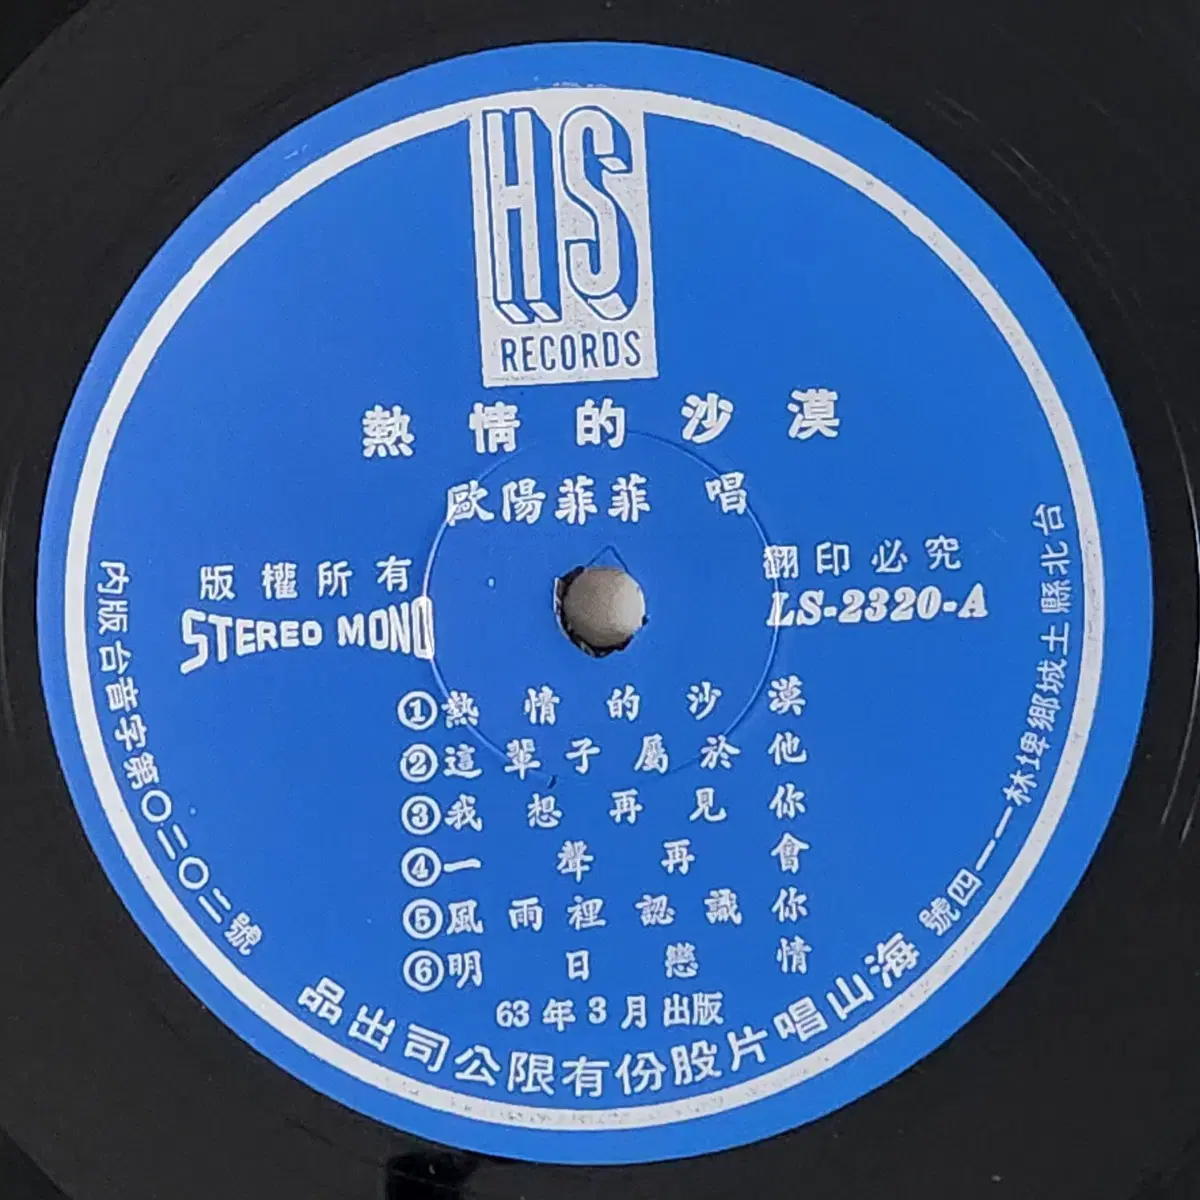 HS
RECORDS
熱情的沙漠
歐陽菲菲 唱
版權所有
STEREO MONO
翻印必究
LS-2320-A
①熱情的沙漠
②這輩子屬於他
③我想再見你
④一聲再會
⑤風雨裡認識你
⑥明日戀情
63年3月出版
內版台音字第〇二〇二號
海山唱片股份有限公司出品
台北縣土城鄉埤林一一四號